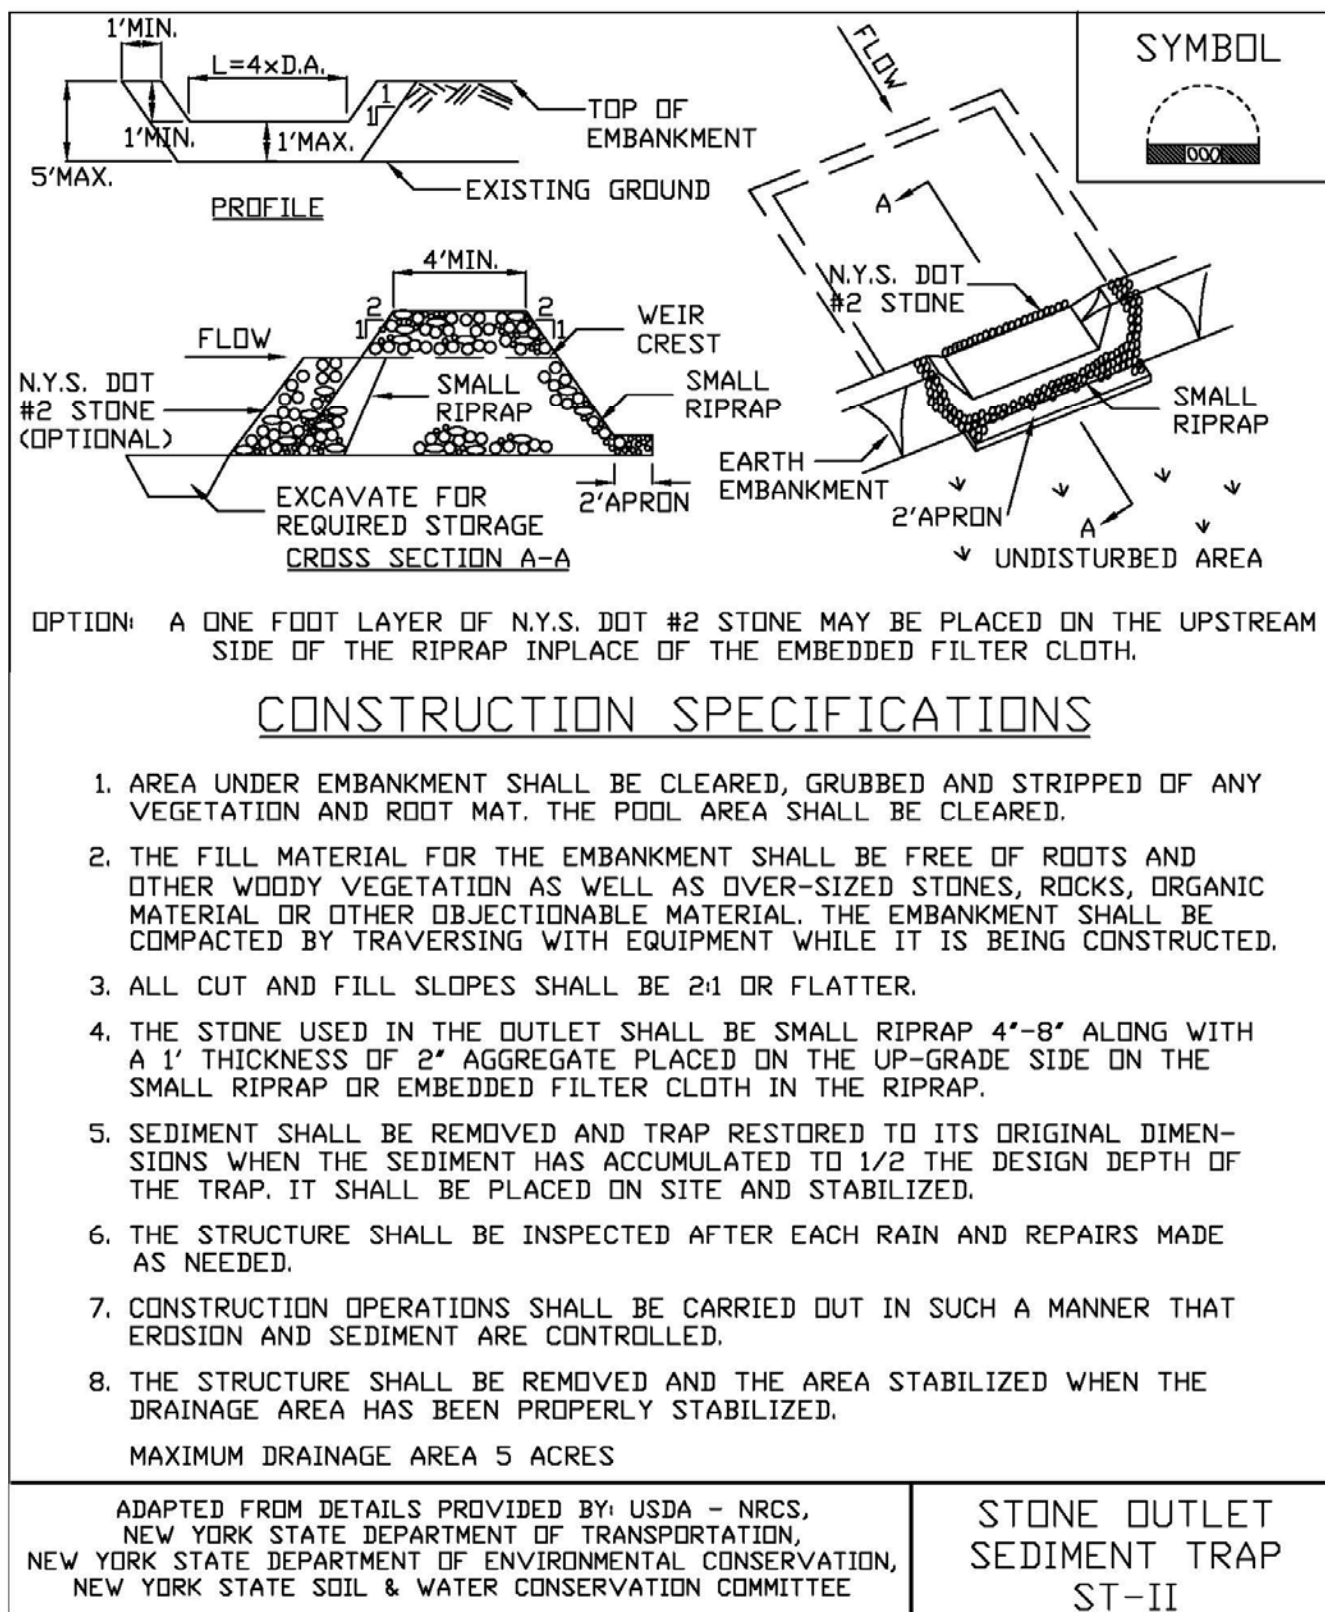 1'MIN.
L=4xD.A.
1
1
TOP OF
EMBANKMENT
1'MIN.
1'MAX.
5'MAX.
EXISTING GROUND
PROFILE
FLOW
SYMBOL
A
N.Y.S. DOT
#2 STONE
SMALL
RIPRAP
EARTH
EMBANKMENT
2'APRON
A
UNDISTURBED AREA
4'MIN.
2
1
2
1
FLOW
WEIR
CREST
N.Y.S. DOT
#2 STONE
(OPTIONAL)
SMALL
RIPRAP
SMALL
RIPRAP
EXCAVATE FOR
REQUIRED STORAGE
2'APRON
CROSS SECTION A-A
OPTION: A ONE FOOT LAYER OF N.Y.S. DOT #2 STONE MAY BE PLACED ON THE UPSTREAM
SIDE OF THE RIPRAP INPLACE OF THE EMBEDDED FILTER CLOTH.
CONSTRUCTION SPECIFICATIONS
1. AREA UNDER EMBANKMENT SHALL BE CLEARED, GRUBBED AND STRIPPED OF ANY
VEGETATION AND ROOT MAT. THE POOL AREA SHALL BE CLEARED.
2. THE FILL MATERIAL FOR THE EMBANKMENT SHALL BE FREE OF ROOTS AND
OTHER WOODY VEGETATION AS WELL AS OVER-SIZED STONES, ROCKS, ORGANIC
MATERIAL OR OTHER OBJECTIONABLE MATERIAL. THE EMBANKMENT SHALL BE
COMPACTED BY TRAVERSING WITH EQUIPMENT WHILE IT IS BEING CONSTRUCTED.
3. ALL CUT AND FILL SLOPES SHALL BE 2:1 OR FLATTER.
4. THE STONE USED IN THE OUTLET SHALL BE SMALL RIPRAP 4"-8" ALONG WITH
A 1' THICKNESS OF 2" AGGREGATE PLACED ON THE UP-GRADE SIDE ON THE
SMALL RIPRAP OR EMBEDDED FILTER CLOTH IN THE RIPRAP.
5. SEDIMENT SHALL BE REMOVED AND TRAP RESTORED TO ITS ORIGINAL DIMEN-
SIONS WHEN THE SEDIMENT HAS ACCUMULATED TO 1/2 THE DESIGN DEPTH OF
THE TRAP. IT SHALL BE PLACED ON SITE AND STABILIZED.
6. THE STRUCTURE SHALL BE INSPECTED AFTER EACH RAIN AND REPAIRS MADE
AS NEEDED.
7. CONSTRUCTION OPERATIONS SHALL BE CARRIED OUT IN SUCH A MANNER THAT
EROSION AND SEDIMENT ARE CONTROLLED.
8. THE STRUCTURE SHALL BE REMOVED AND THE AREA STABILIZED WHEN THE
DRAINAGE AREA HAS BEEN PROPERLY STABILIZED.
MAXIMUM DRAINAGE AREA 5 ACRES
ADAPTED FROM DETAILS PROVIDED BY: USDA - NRCS,
NEW YORK STATE DEPARTMENT OF TRANSPORTATION,
NEW YORK STATE DEPARTMENT OF ENVIRONMENTAL CONSERVATION,
NEW YORK STATE SOIL & WATER CONSERVATION COMMITTEE
STONE OUTLET
SEDIMENT TRAP
ST-II